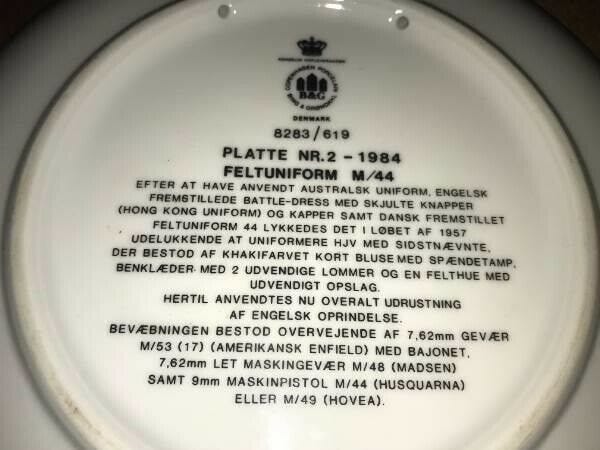 COPENHAGEN PORCELAIN
B&G
BING & GRØNDAHL
DENMARK
8283/619
PLATTE NR.2 - 1984
FELTUNIFORM M/44
EFTER AT HAVE ANVENDT AUSTRALSK UNIFORM, ENGELSK
FREMSTILLEDE BATTLE-DRESS MED SKJULTE KNAPPER
(HONG KONG UNIFORM) OG KAPPER SAMT DANSK FREMSTILLET
FELTUNIFORM 44 LYKKEDES DET I LØBET AF 1957
UDELUKKENDE AT UNIFORMERE HJV MED SIDSTNÆVNTE,
DER BESTOD AF KHAKIFARVET KORT BLUSE MED SPÆNDETAMP,
BENKLÆDER MED 2 UDVENDIGE LOMMER OG EN FELTHUE MED
UDVENDIGT OPSLAG.
HERTIL ANVENDTES NU OVERALT UDRUSTNING
AF ENGELSK OPRINDELSE.
BEVÆBNINGEN BESTOD OVERVEJENDE AF 7,62mm GEVÆR
M/53 (17) (AMERIKANSK ENFIELD) MED BAJONET,
7,62mm LET MASKINGEVÆR M/48 (MADSEN)
SAMT 9mm MASKINPISTOL M/44 (HUSQUARNA)
ELLER M/49 (HOVEA).